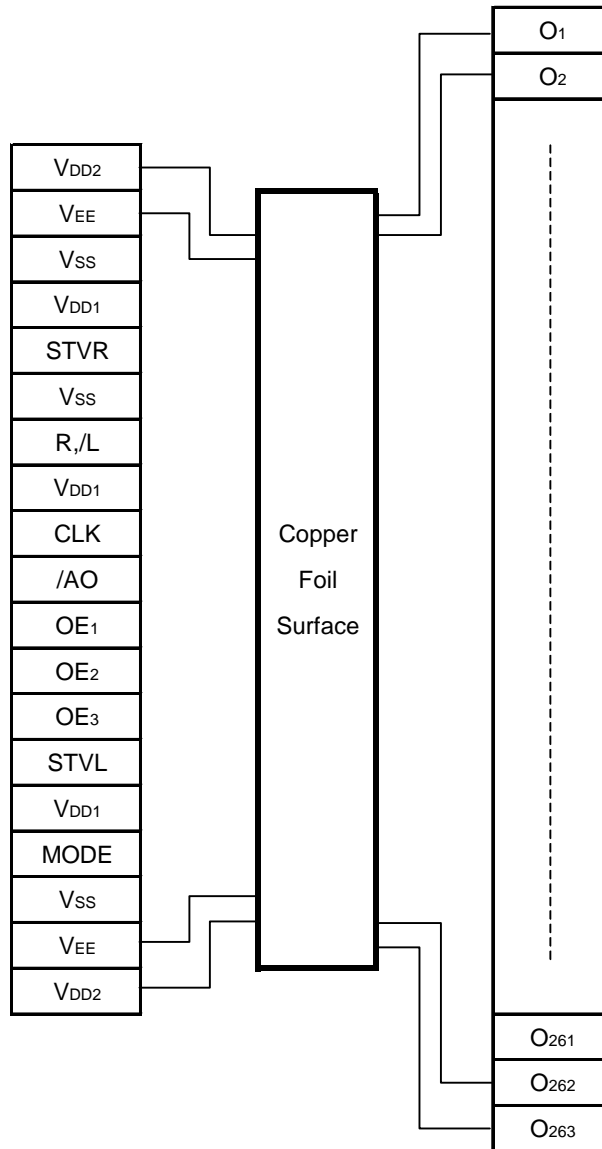 VDD2
VEE
VSS
VDD1
STVR
VSS
R,/L
VDD1
CLK
/AO
OE1
OE2
OE3
STVL
VDD1
MODE
VSS
VEE
VDD2
Copper
Foil
Surface
O1
O2
O261
O262
O263